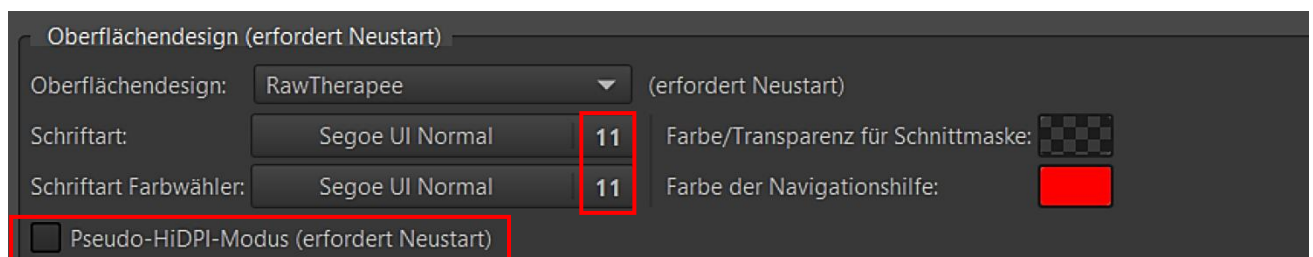 Oberflächendesign (erfordert Neustart)
Oberflächendesign: RawTherapee (erfordert Neustart)
Schriftart: Segoe UI Normal 11 Farbe/Transparenz für Schnittmaske:
Schriftart Farbwähler: Segoe UI Normal 11 Farbe der Navigationshilfe:
Pseudo-HiDPI-Modus (erfordert Neustart)